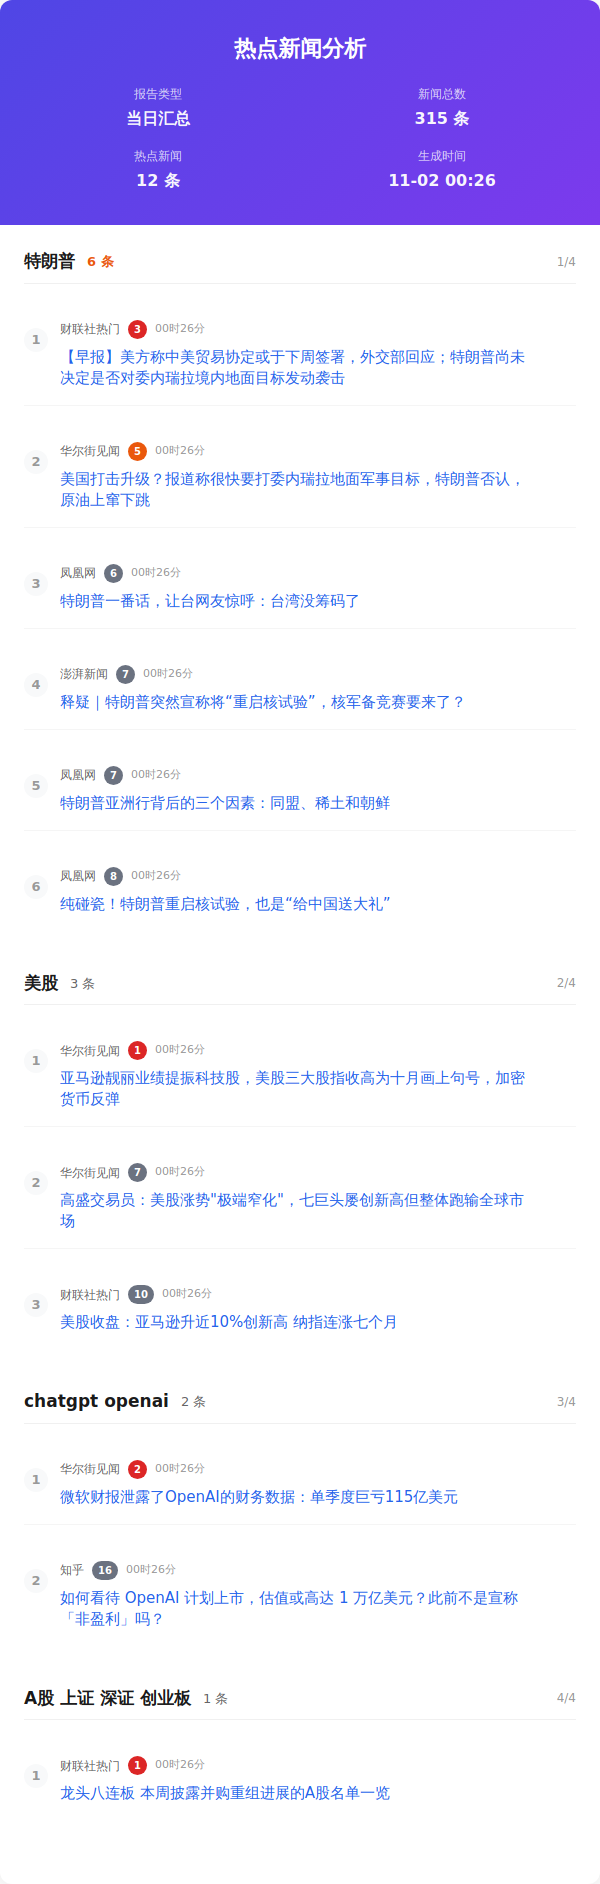 热点新闻分析
报告类型
新闻总数
当日汇总
315 条
热点新闻
生成时间
12 条
11-02 00:26
特朗普 6 条 1/4
1 财联社热门 3 00时26分
【早报】美方称中美贸易协定或于下周签署，外交部回应；特朗普尚未
决定是否对委内瑞拉境内地面目标发动袭击
2 华尔街见闻 5 00时26分
美国打击升级？报道称很快要打委内瑞拉地面军事目标，特朗普否认，
原油上窜下跳
3 凤凰网 6 00时26分
特朗普一番话，让台网友惊呼：台湾没筹码了
4 澎湃新闻 7 00时26分
释疑｜特朗普突然宣称将“重启核试验”，核军备竞赛要来了？
5 凤凰网 7 00时26分
特朗普亚洲行背后的三个因素：同盟、稀土和朝鲜
6 凤凰网 8 00时26分
纯碰瓷！特朗普重启核试验，也是“给中国送大礼”
美股 3 条 2/4
1 华尔街见闻 1 00时26分
亚马逊靓丽业绩提振科技股，美股三大股指收高为十月画上句号，加密
货币反弹
2 华尔街见闻 7 00时26分
高盛交易员：美股涨势"极端窄化"，七巨头屡创新高但整体跑输全球市
场
3 财联社热门 10 00时26分
美股收盘：亚马逊升近10%创新高 纳指连涨七个月
chatgpt openai 2 条 3/4
1 华尔街见闻 2 00时26分
微软财报泄露了OpenAI的财务数据：单季度巨亏115亿美元
2 知乎 16 00时26分
如何看待 OpenAI 计划上市，估值或高达 1 万亿美元？此前不是宣称
「非盈利」吗？
A股 上证 深证 创业板 1 条 4/4
1 财联社热门 1 00时26分
龙头八连板 本周披露并购重组进展的A股名单一览